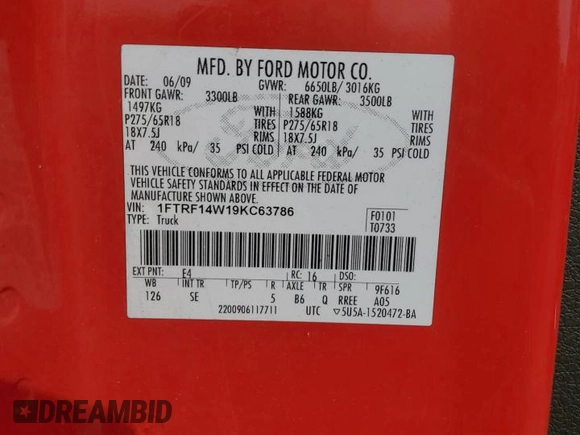 MFD. BY FORD MOTOR CO.
DATE: 06/09 GVWR: 6650LB/ 3016KG
FRONT GAWR: 3300LB REAR GAWR: 3500LB
1497KG WITH 1588KG WITH
P275/65R18 TIRES P275/65R18 TIRES
18X7.5J RIMS 18X7.5J RIMS
AT 240 kPa/ 35 PSI COLD AT 240 kPa/ 35 PSI COLD
THIS VEHICLE CONFORMS TO ALL APPLICABLE FEDERAL MOTOR
VEHICLE SAFETY STANDARDS IN EFFECT ON THE DATE OF
MANUFACTURE SHOWN ABOVE.
VIN: 1FTRF14W19KC63786 F0101
TYPE: Truck T0733
EXT PNT: E4 RC: 16 DSO:
WB INT TR TP/PS R AXLE TR SPR 9F616
126 SE 5 B6 Q RREE A05
2200906117711 UTC 5U5A-1520472-BA
DREAMBID